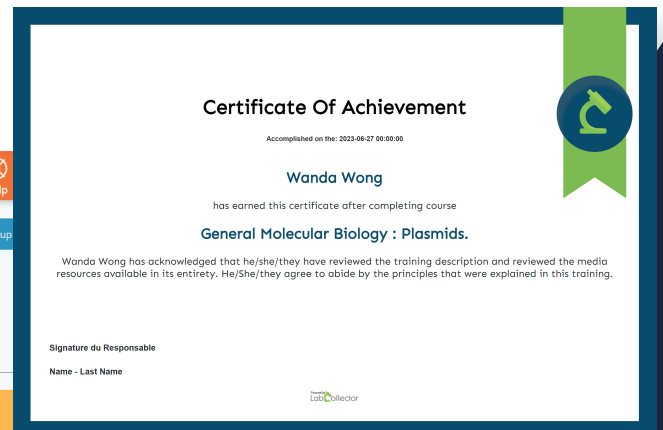 Certificate Of Achievement
Accomplished on the: 2023-06-27 00:00:00
Wanda Wong
has earned this certificate after completing course
General Molecular Biology : Plasmids.
Wanda Wong has acknowledged that he/she/they have reviewed the training description and reviewed the media
resources available in its entirety. He/She/they agree to abide by the principles that were explained in this training.
lp
up
Signature du Responsable
Name - Last Name
LabCollector